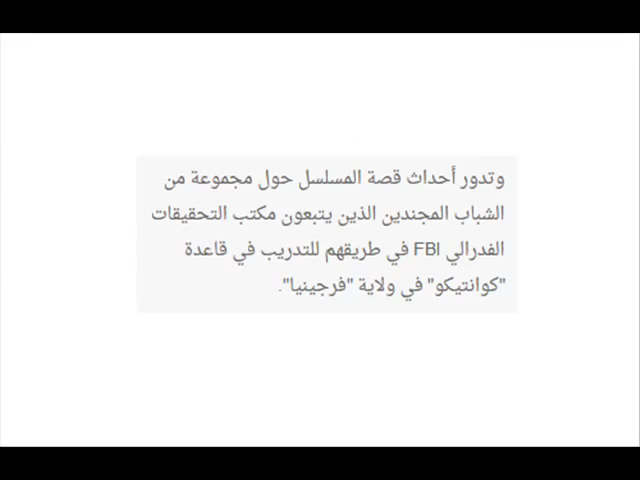 وتدور أحداث قصة المسلسل حول مجموعة من
الشباب المجندين الذين يتبعون مكتب التحقيقات
الفدرالي FBI في طريقهم للتدريب في قاعدة
"كوانتيكو" في ولاية "فرجينيا".